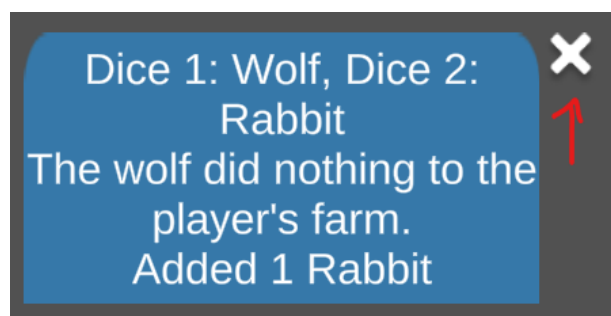 Dice 1: Wolf, Dice 2:
Rabbit
The wolf did nothing to the
player's farm.
Added 1 Rabbit